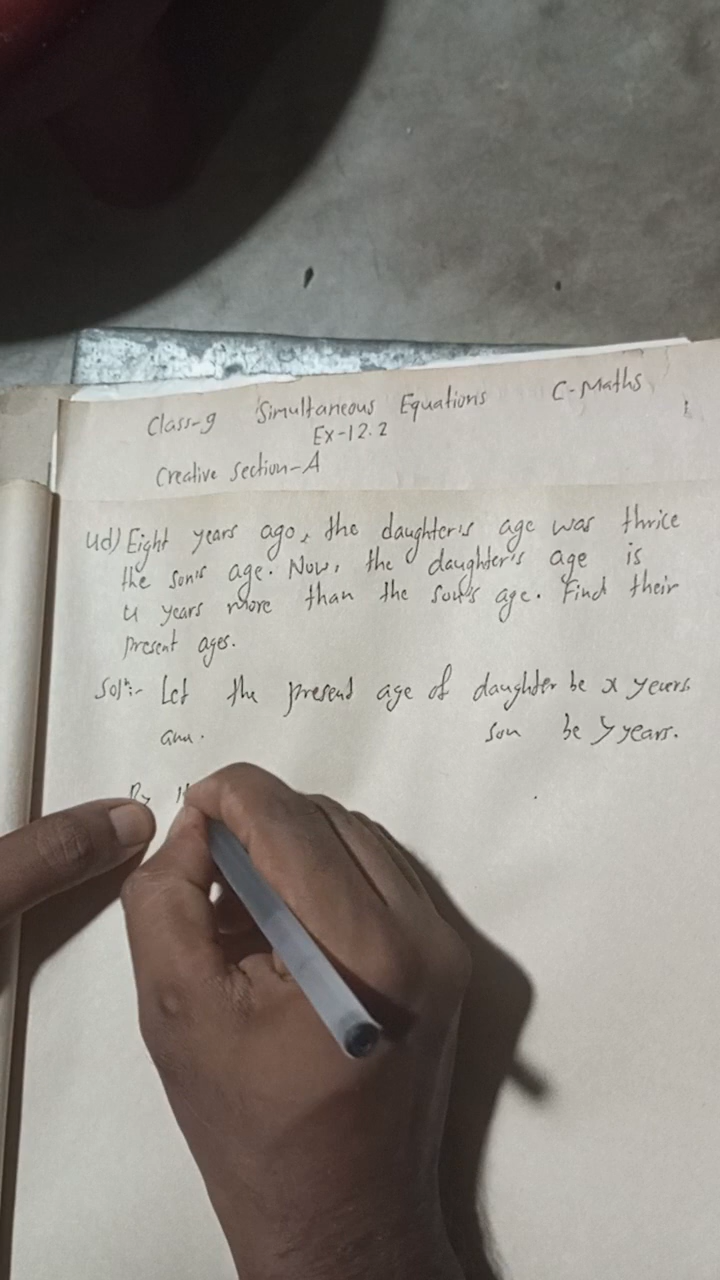 Class-9 Simultaneous Equations C-Maths
Ex-12.2
Creative Section-A
4d) Eight years ago, the daughter's age was thrice
the son's age. Now, the daughter's age is
4 years more than the son's age. Find their
present ages.
Solⁿ:- Let the present age of daughter be x years.
and. son be y years.
By